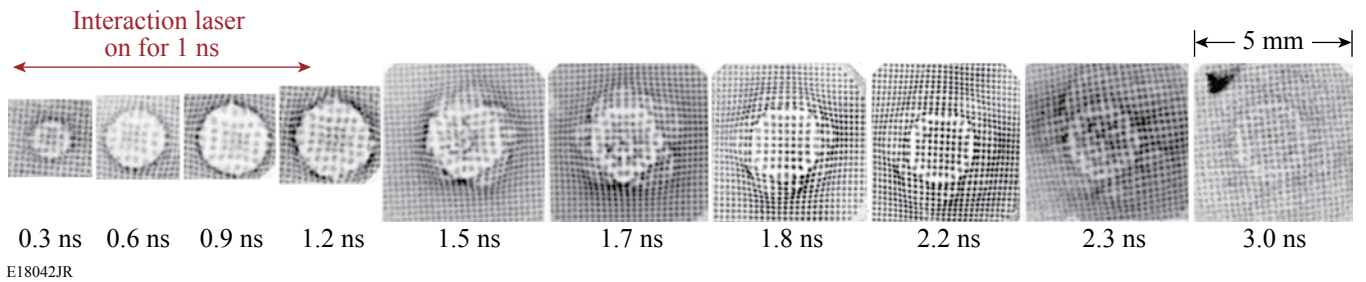 Interaction laser
on for 1 ns
5 mm
0.3 ns
0.6 ns
0.9 ns
1.2 ns
1.5 ns
1.7 ns
1.8 ns
2.2 ns
2.3 ns
3.0 ns
E18042JR